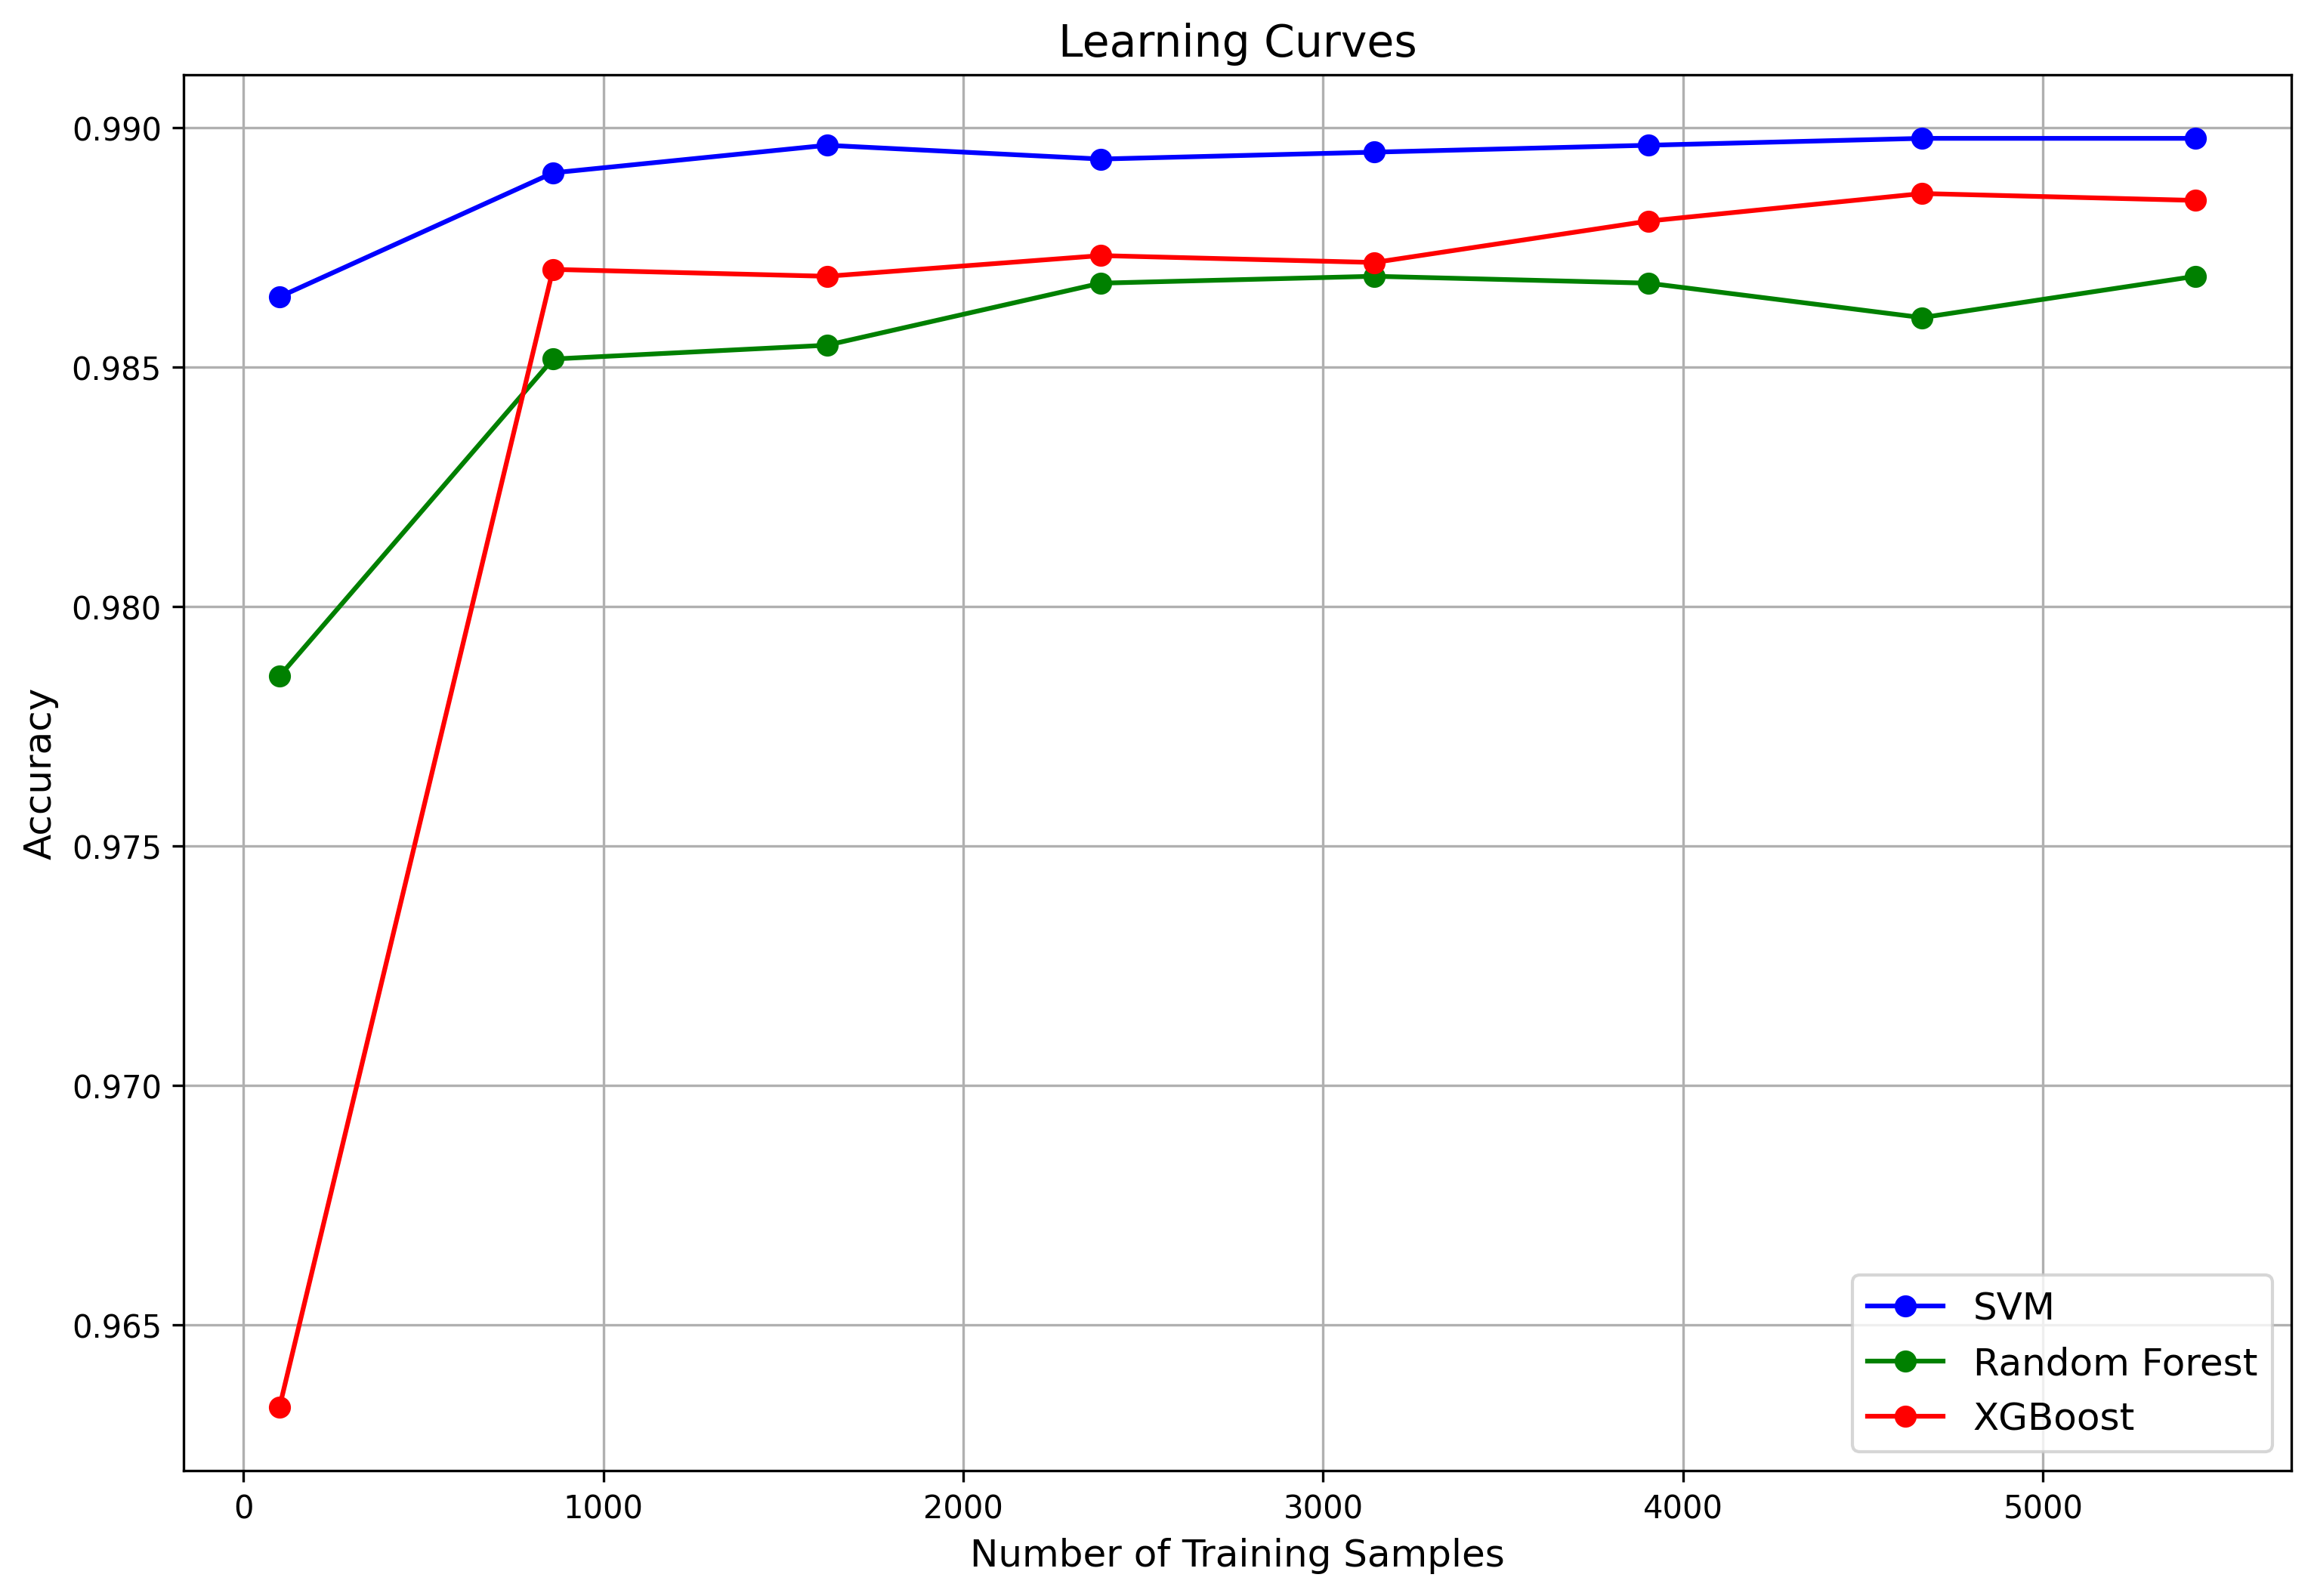 Learning Curves
0.990
0.985
0.980
0.975
0.970
0.965
Accuracy
0 1000 2000 3000 4000 5000
Number of Training Samples
SVM
Random Forest
XGBoost